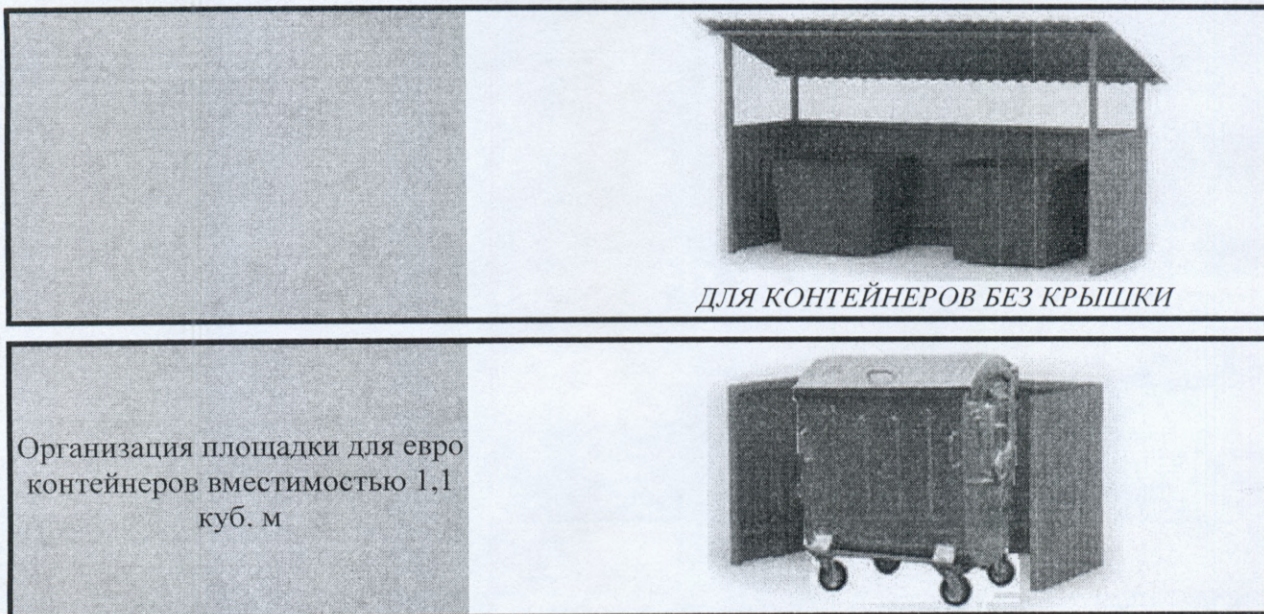 ДЛЯ КОНТЕЙНЕРОВ БЕЗ КРЫШКИ
Организация площадки для евро
контейнеров вместимостью 1,1
куб. м